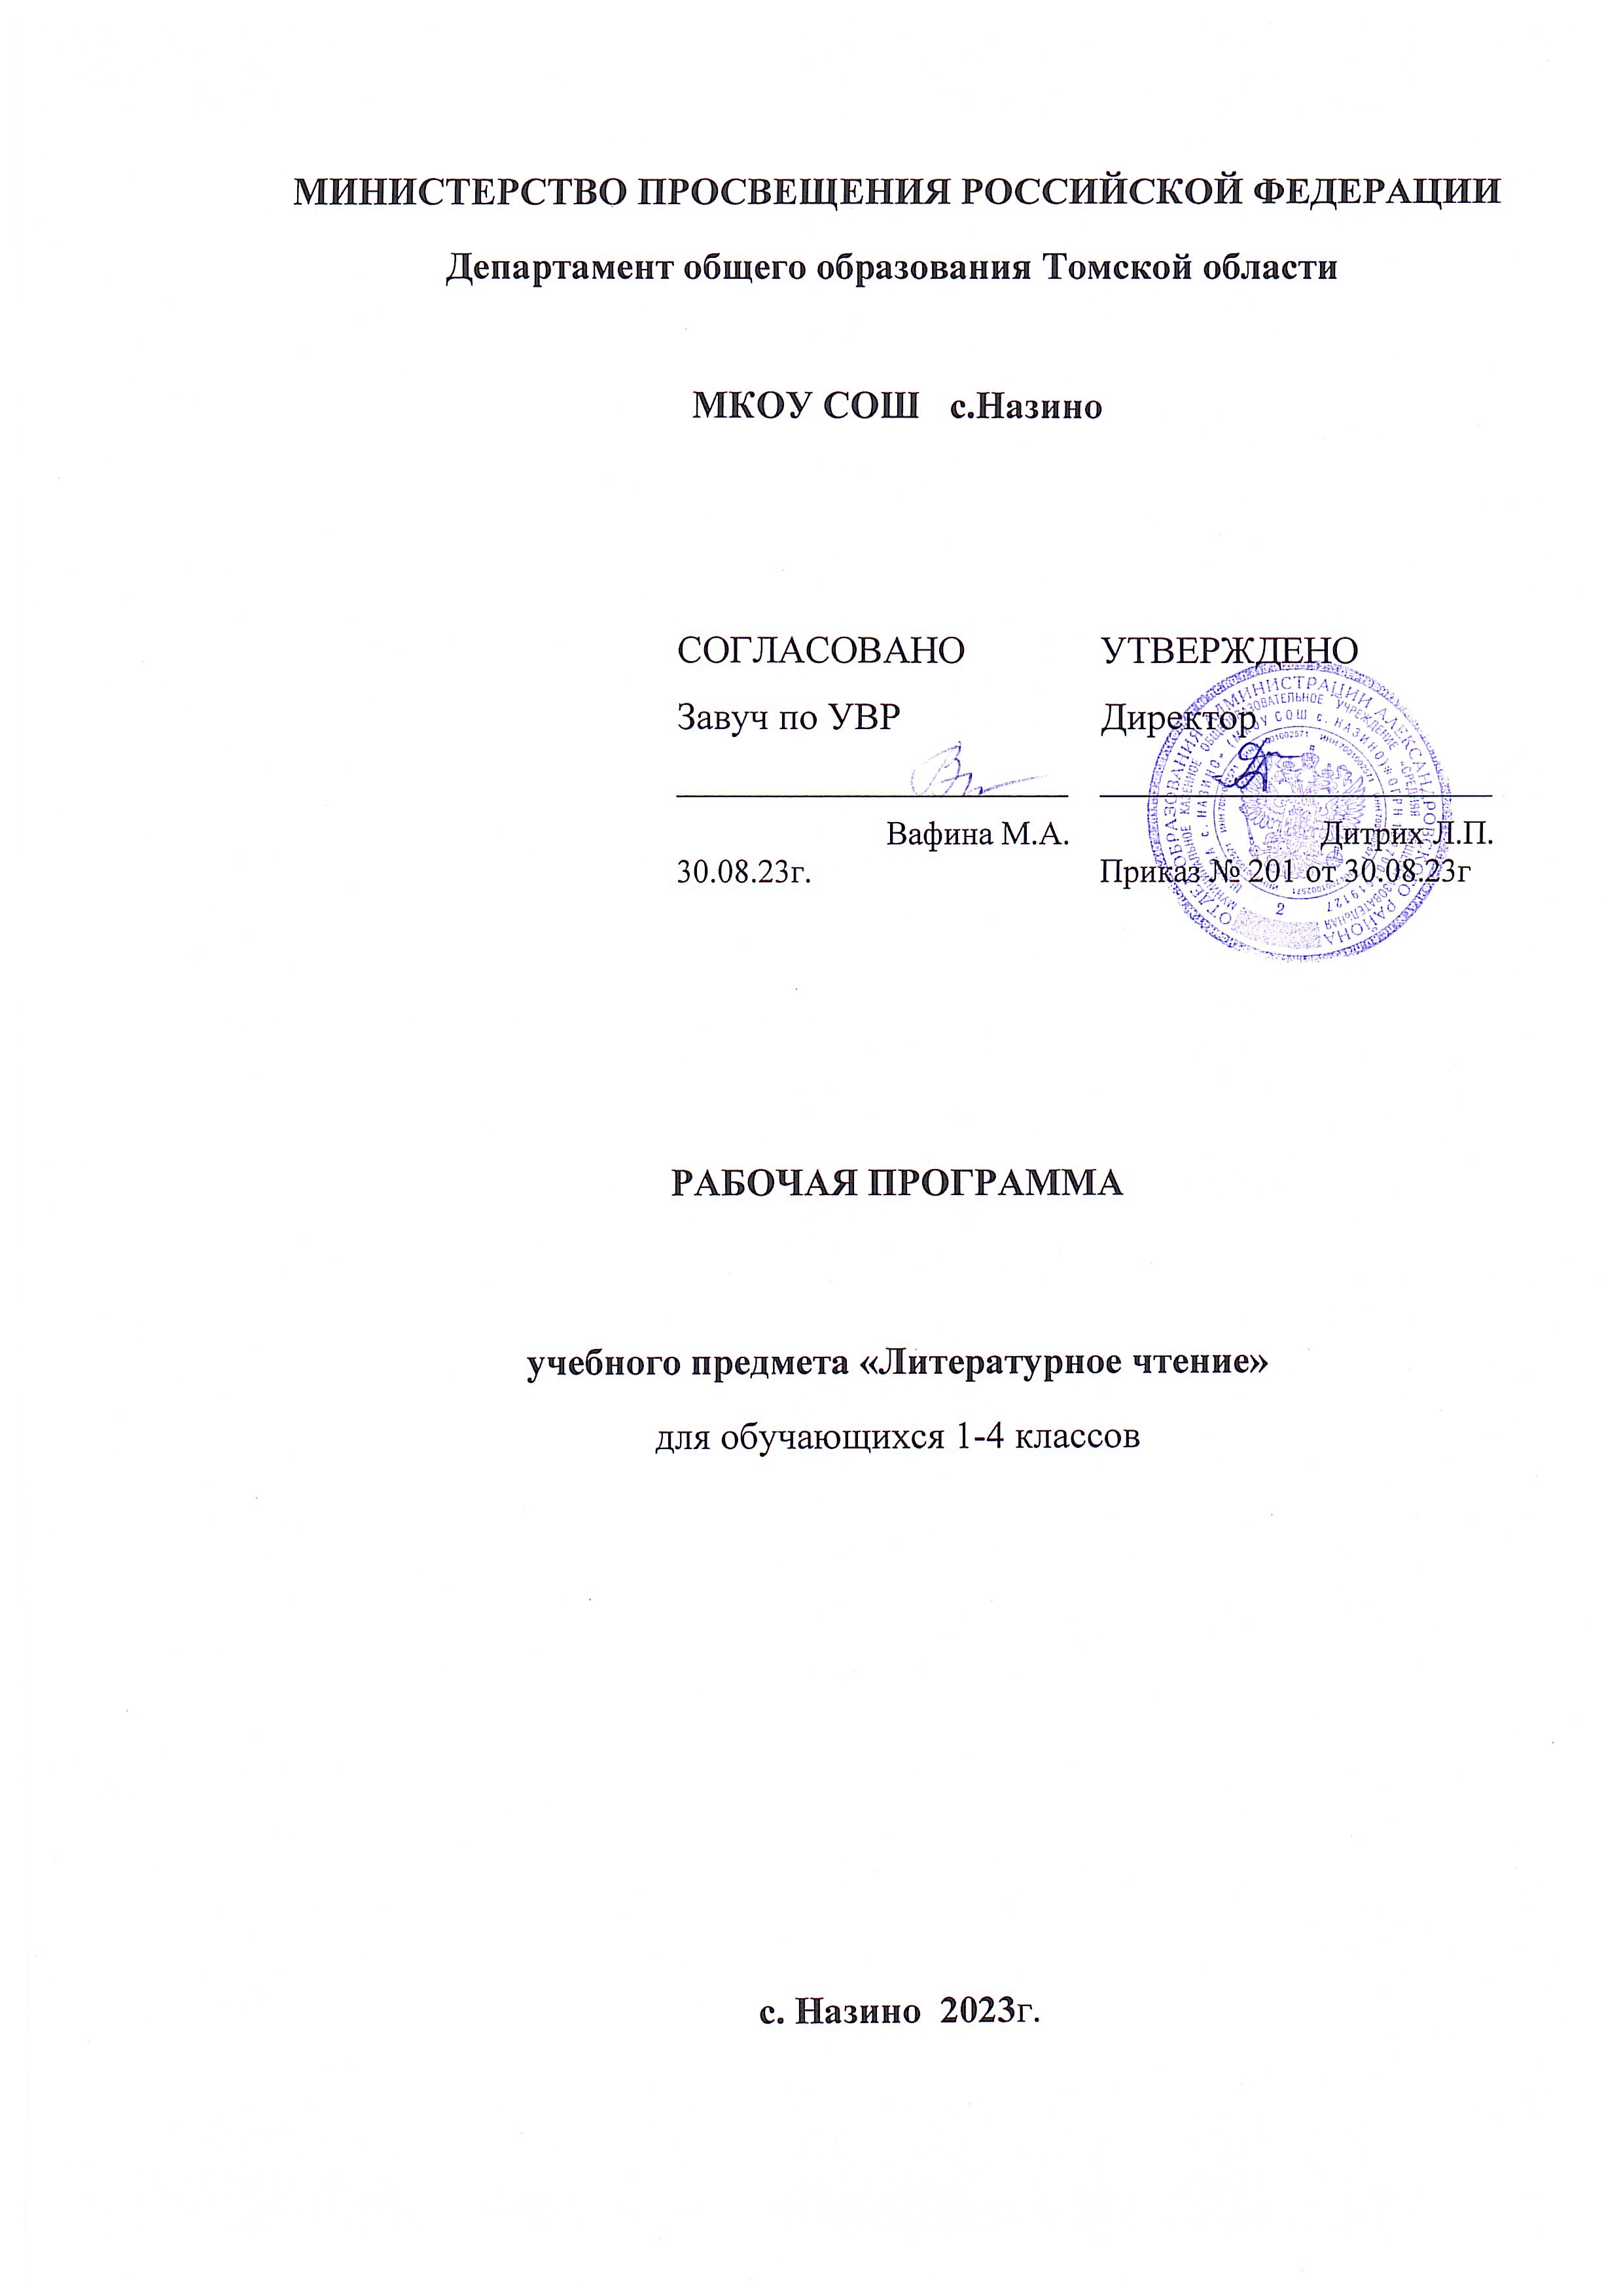 МИНИСТЕРСТВО ПРОСВЕЩЕНИЯ РОССИЙСКОЙ ФЕДЕРАЦИИ
Департамент общего образования Томской области
МКОУ СОШ с.Назино
СОГЛАСОВАНО
Завуч по УВР
Вафина М.А.
30.08.23г.
УТВЕРЖДЕНО
Директор
Дитрих Л.П.
Приказ № 201 от 30.08.23г
РАБОЧАЯ ПРОГРАММА
учебного предмета «Литературное чтение»
для обучающихся 1-4 классов
с. Назино 2023г.